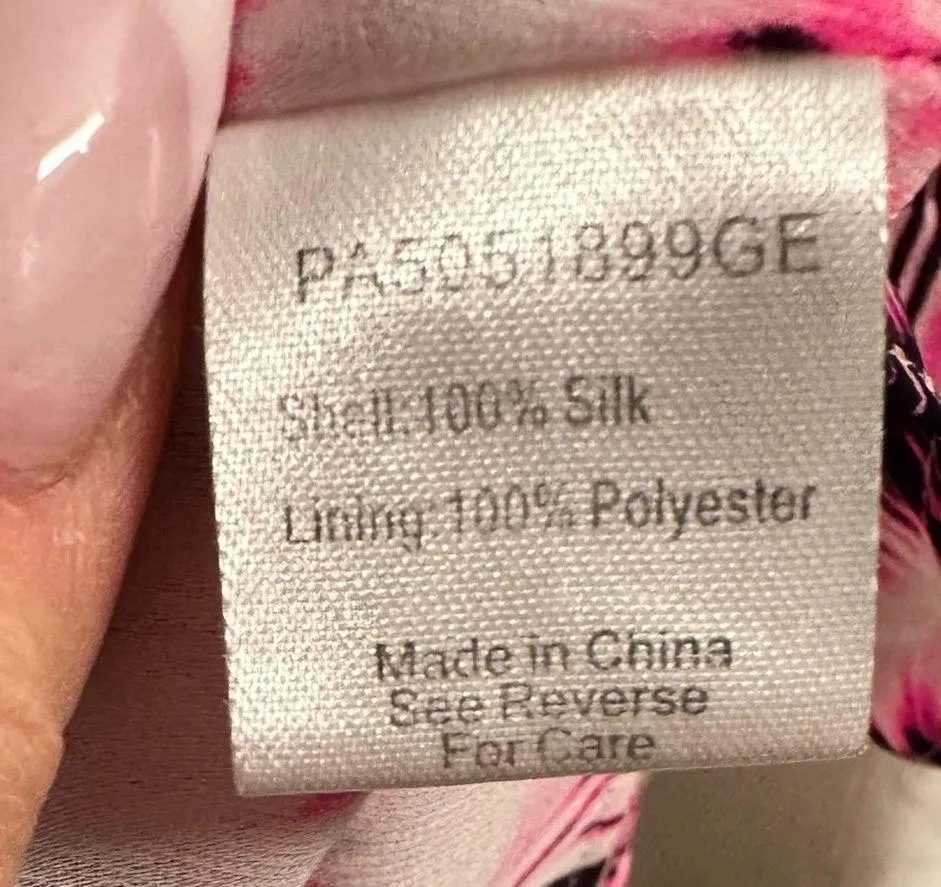 PA5051899GE
Shell:100% Silk
Lining:100% Polyester
Made in China
See Reverse
For Care